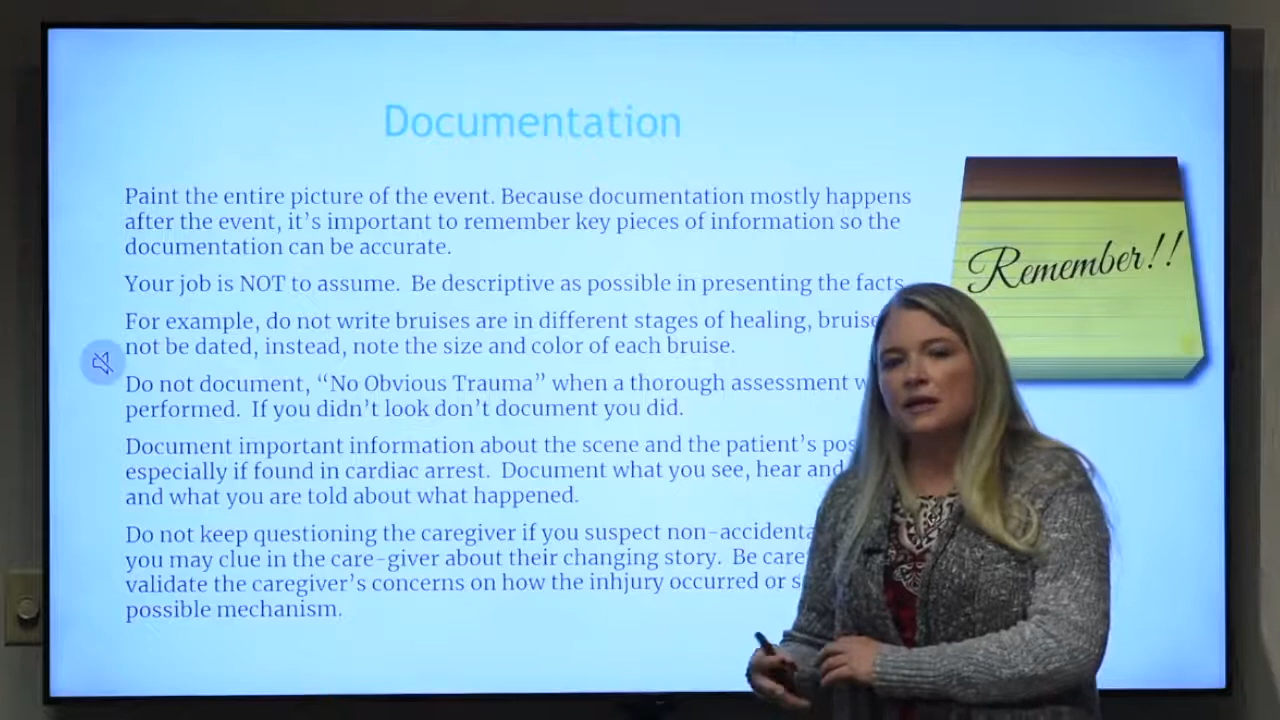 Documentation
Paint the entire picture of the event. Because documentation mostly happens
after the event, it's important to remember key pieces of information so the
documentation can be accurate.
Your job is NOT to assume. Be descriptive as possible in presenting the facts
For example, do not write bruises are in different stages of healing,
not be dated, instead, note the size and color of each bruise.
Do not document, “No Obvious Trauma” when a thorough assessment
performed. If you didn't look don't document you did.
Document important information about the scene and the patient's
especially if found in cardiac arrest. Document what you see, hear and
and what you are told about what happened.
Do not keep questioning the caregiver if you suspect
you may clue in the care-giver about their changing story. Be
validate the caregiver's concerns on how the inhjury occurred or
possible mechanism.
Remember!!